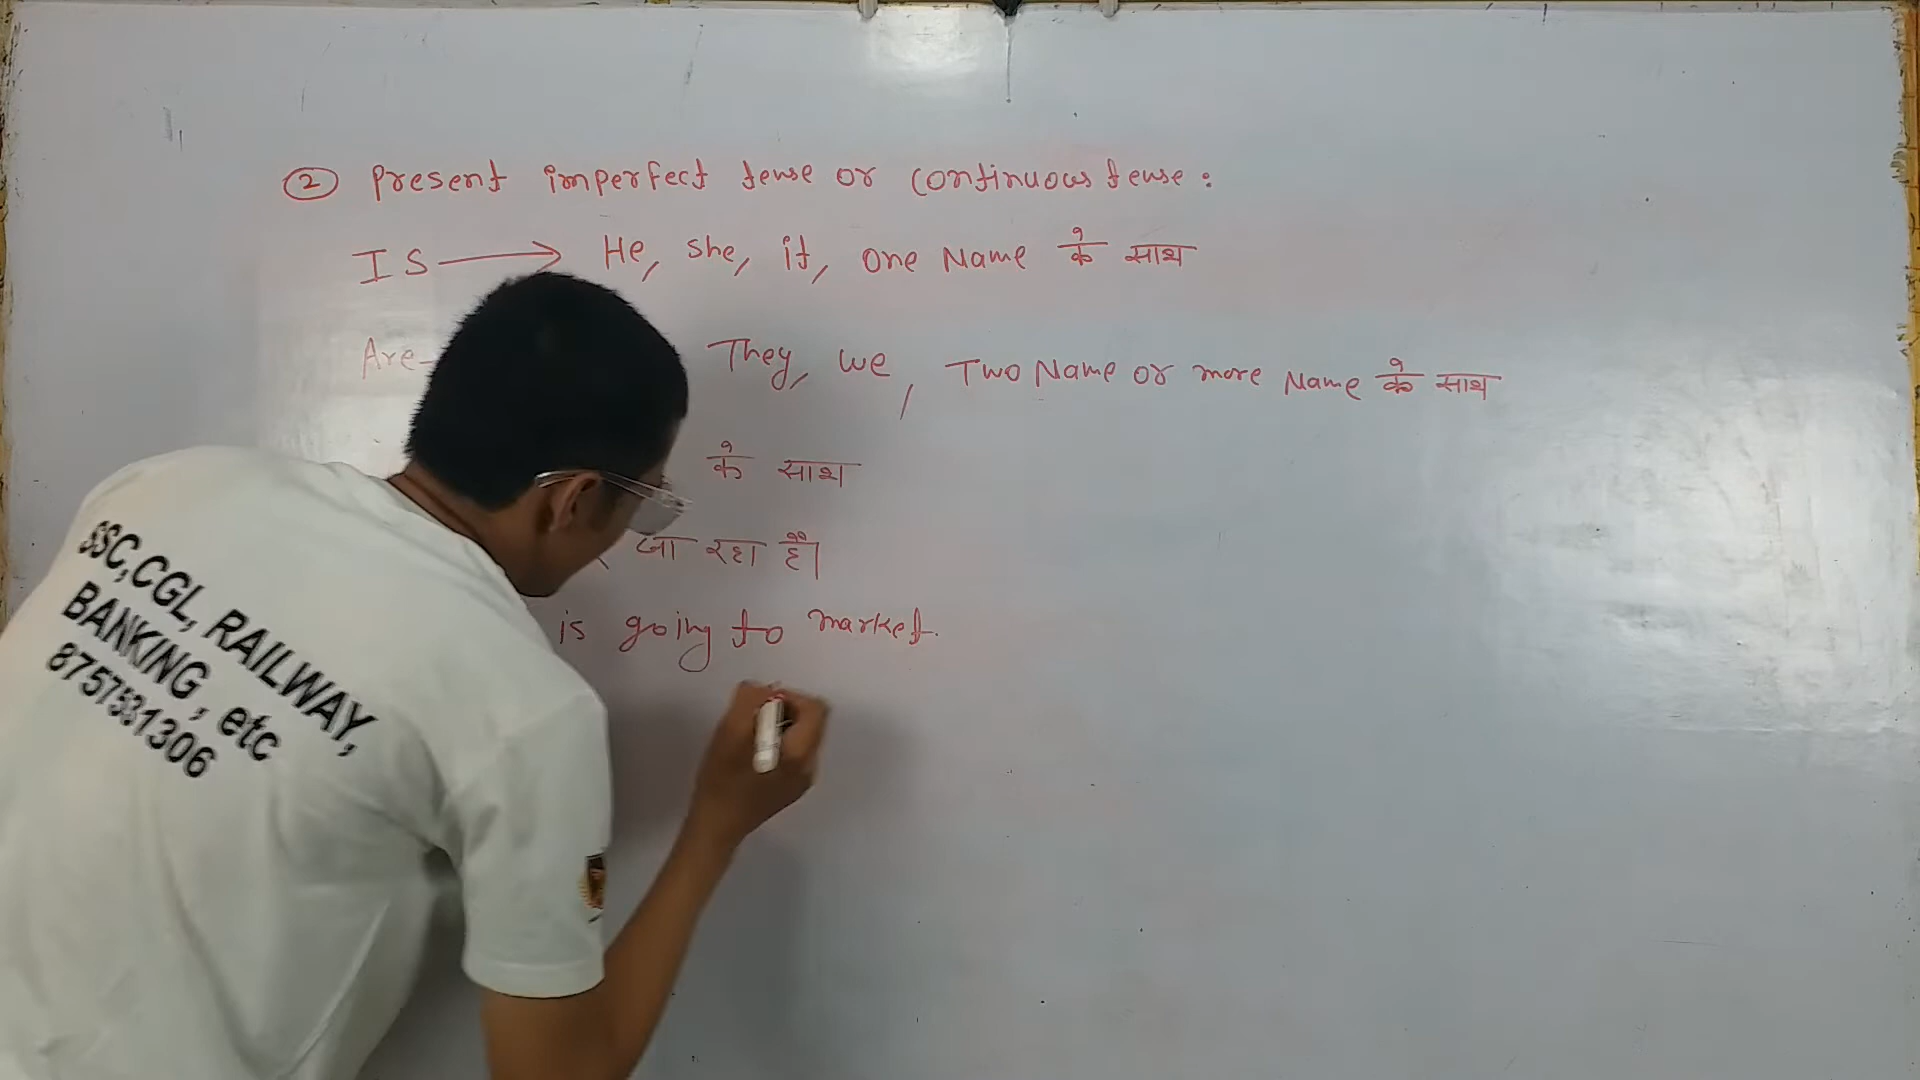 ② Present imperfect tense or continuous tense :
IS → He, she, it, one Name के साथ
Are They, we, Two Name or more Name के साथ
के साथ
जा रहा है।
is going to market.
SSC,CGL, RAILWAY,
BANKING , etc
8757531306